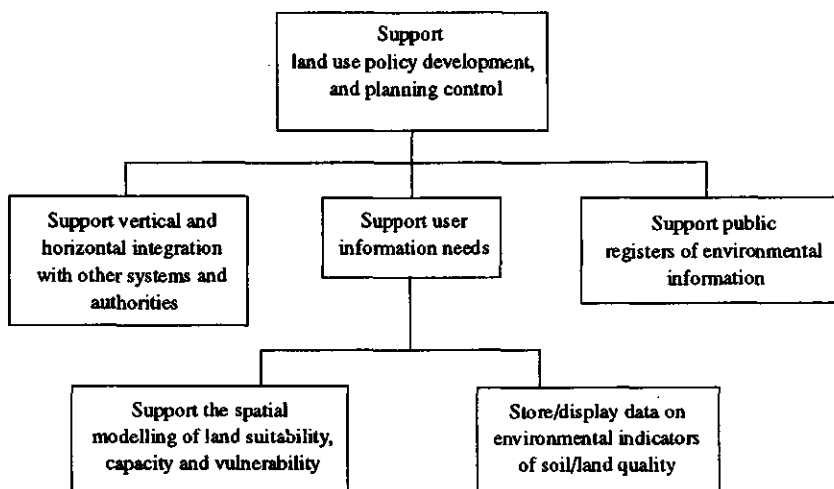 Support
land use policy development,
and planning control
Support vertical and
horizontal integration
with other systems and
authorities
Support user
information needs
Support public
registers of environmental
information
Support the spatial
modelling of land suitability,
capacity and vulnerability
Store/display data on
environmental indicators
of soil/land quality